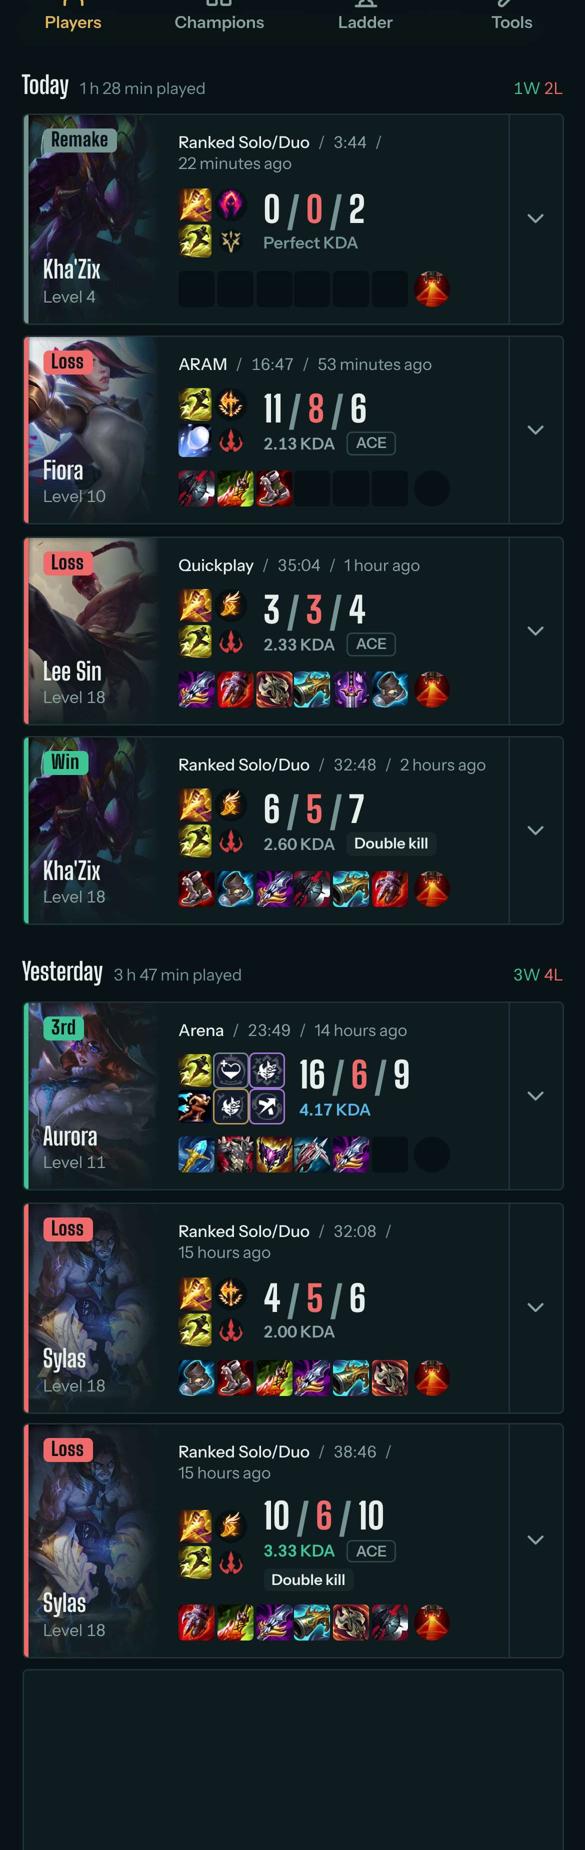 Players Champions Ladder Tools
Today 1 h 28 min played 1W 2L
Remake
Ranked Solo/Duo / 3:44 /
22 minutes ago
0 / 0 / 2
Perfect KDA
Kha'Zix
Level 4
Loss
ARAM / 16:47 / 53 minutes ago
11 / 8 / 6
2.13 KDA ACE
Fiora
Level 10
Loss
Quickplay / 35:04 / 1 hour ago
3 / 3 / 4
2.33 KDA ACE
Lee Sin
Level 18
Win
Ranked Solo/Duo / 32:48 / 2 hours ago
6 / 5 / 7
2.60 KDA Double kill
Kha'Zix
Level 18
Yesterday 3 h 47 min played 3W 4L
3rd
Arena / 23:49 / 14 hours ago
16 / 6 / 9
4.17 KDA
Aurora
Level 11
Loss
Ranked Solo/Duo / 32:08 /
15 hours ago
4 / 5 / 6
2.00 KDA
Sylas
Level 18
Loss
Ranked Solo/Duo / 38:46 /
15 hours ago
10 / 6 / 10
3.33 KDA ACE
Double kill
Sylas
Level 18